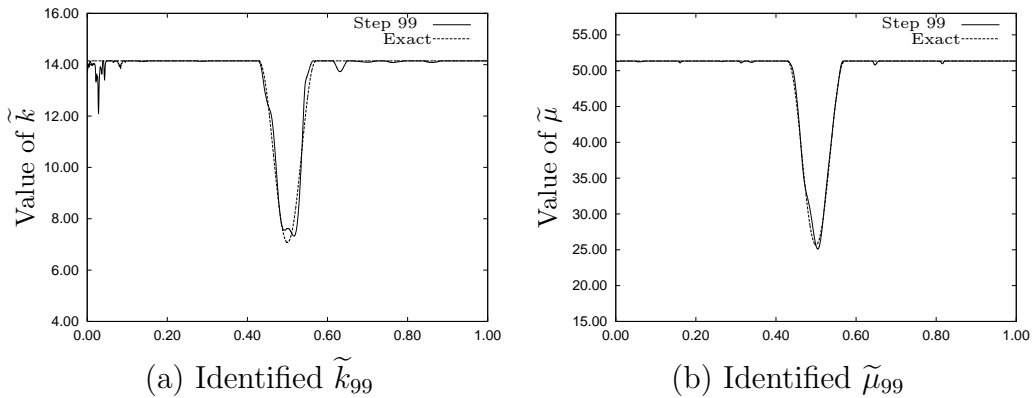 Step 99
Exact
16.00
14.00
12.00
10.00
8.00
6.00
4.00
0.00 0.20 0.40 0.60 0.80 1.00
Value of k̃
(a) Identified k̃₉₉
Step 99
Exact
55.00
50.00
45.00
40.00
35.00
30.00
25.00
20.00
15.00
0.00 0.20 0.40 0.60 0.80 1.00
Value of μ̃
(b) Identified μ̃₉₉